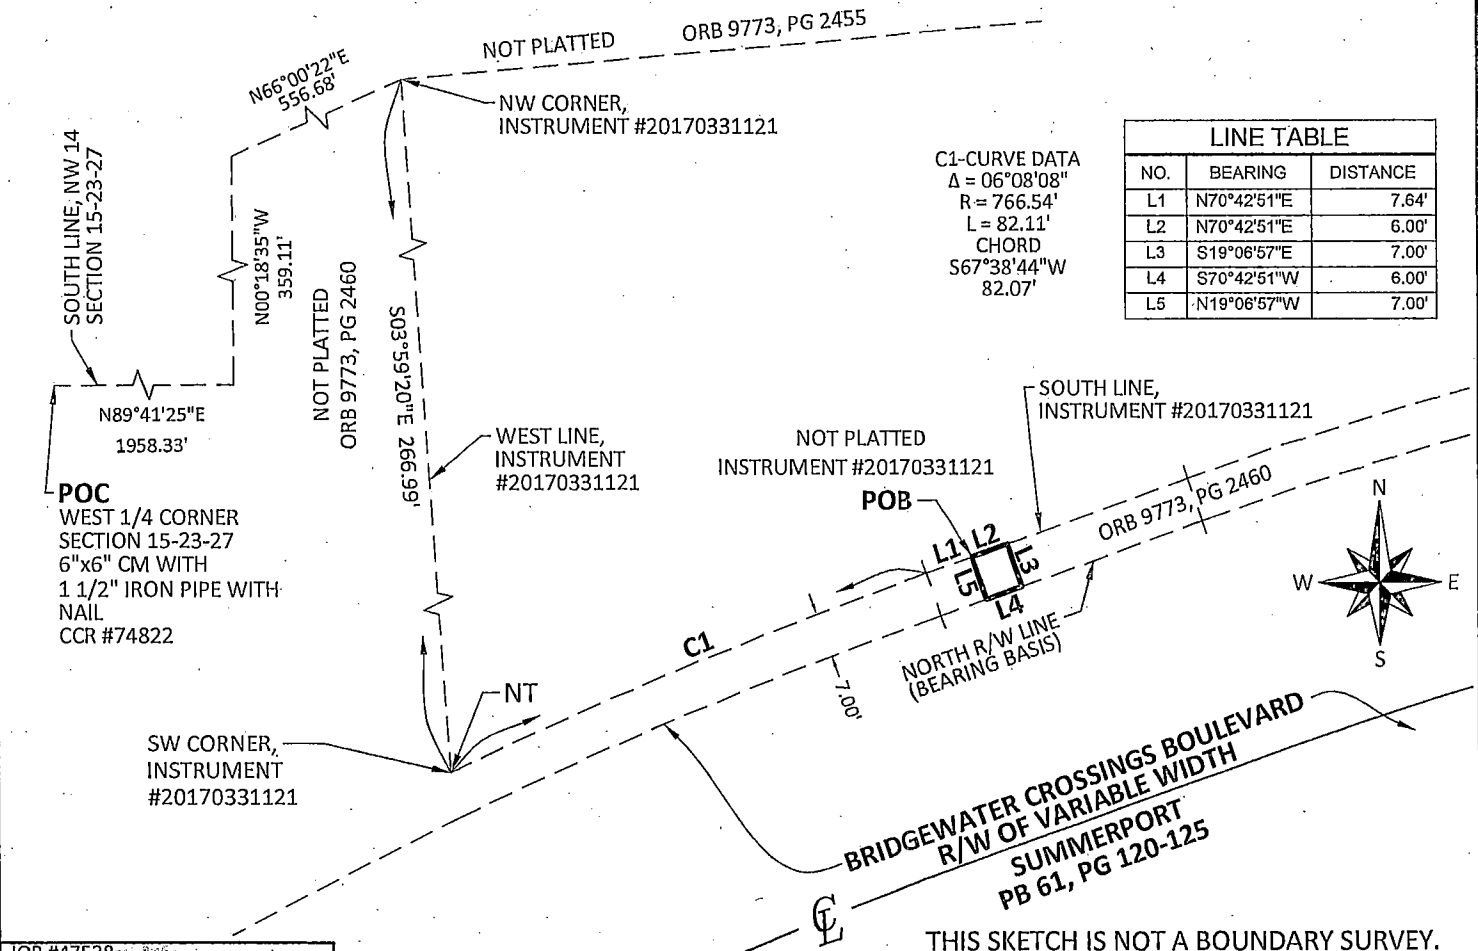 NOT PLATTED
ORB 9773, PG 2455
N66°00'22"E
556.68'
NW CORNER,
INSTRUMENT #20170331121
SOUTH LINE, NW 14
SECTION 15-23-27
N00°18'35"W
359.11'
NOT PLATTED
ORB 9773, PG 2460
S03°59'20"E 266.99'
C1-CURVE DATA
Δ = 06°08'08"
R = 766.54'
L = 82.11'
CHORD
S67°38'44"W
82.07'
LINE TABLE
NO. BEARING DISTANCE
L1 N70°42'51"E 7.64'
L2 N70°42'51"E 6.00'
L3 S19°06'57"E 7.00'
L4 S70°42'51"W 6.00'
L5 N19°06'57"W 7.00'
N89°41'25"E
1958.33'
POC
WEST 1/4 CORNER
SECTION 15-23-27
6"x6" CM WITH
1 1/2" IRON PIPE WITH
NAIL
CCR #74822
WEST LINE,
INSTRUMENT
#20170331121
SOUTH LINE,
INSTRUMENT #20170331121
NOT PLATTED
INSTRUMENT #20170331121
POB
ORB 9773, PG 2460
L1
L2
L3
L4
L5
N
W
E
S
C1
7.00'
NORTH R/W LINE
(BEARING BASIS)
NT
SW CORNER,
INSTRUMENT
#20170331121
BRIDGEWATER CROSSINGS BOULEVARD
R/W OF VARIABLE WIDTH
SUMMERPORT
PB 61, PG 120-125
CL
THIS SKETCH IS NOT A BOUNDARY SURVEY.